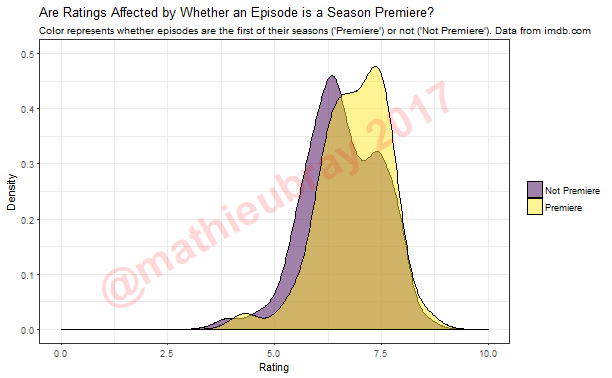 Are Ratings Affected by Whether an Episode is a Season Premiere?
Color represents whether episodes are the first of their seasons ('Premiere') or not ('Not Premiere'). Data from imdb.com
0.5
0.4
0.3
0.2
0.1
0.0
Density
@mathieubray 2017
0.0 2.5 5.0 7.5 10.0
Rating
Not Premiere
Premiere